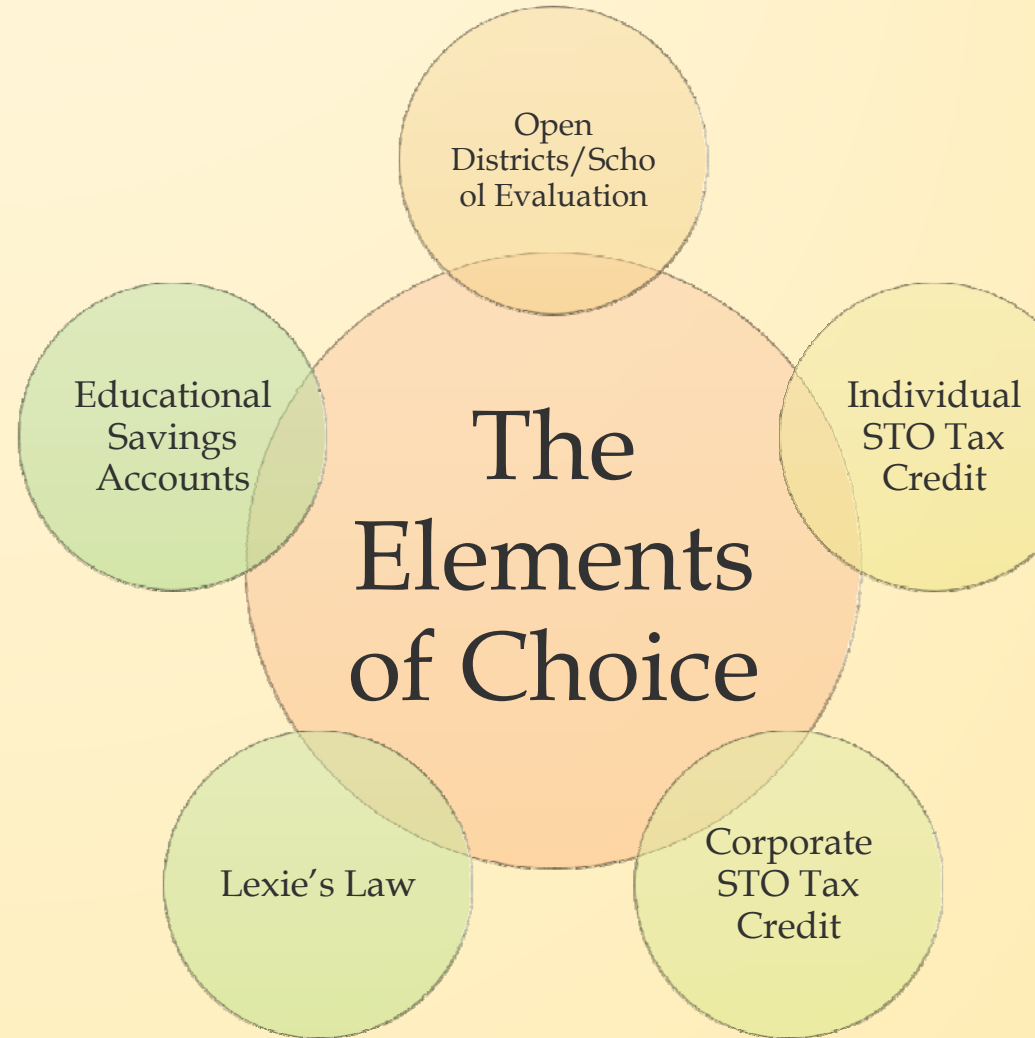 Open
Districts/Scho
ol Evaluation
Educational
Savings
Accounts
The
Elements
of Choice
Individual
STO Tax
Credit
Lexie’s Law
Corporate
STO Tax
Credit